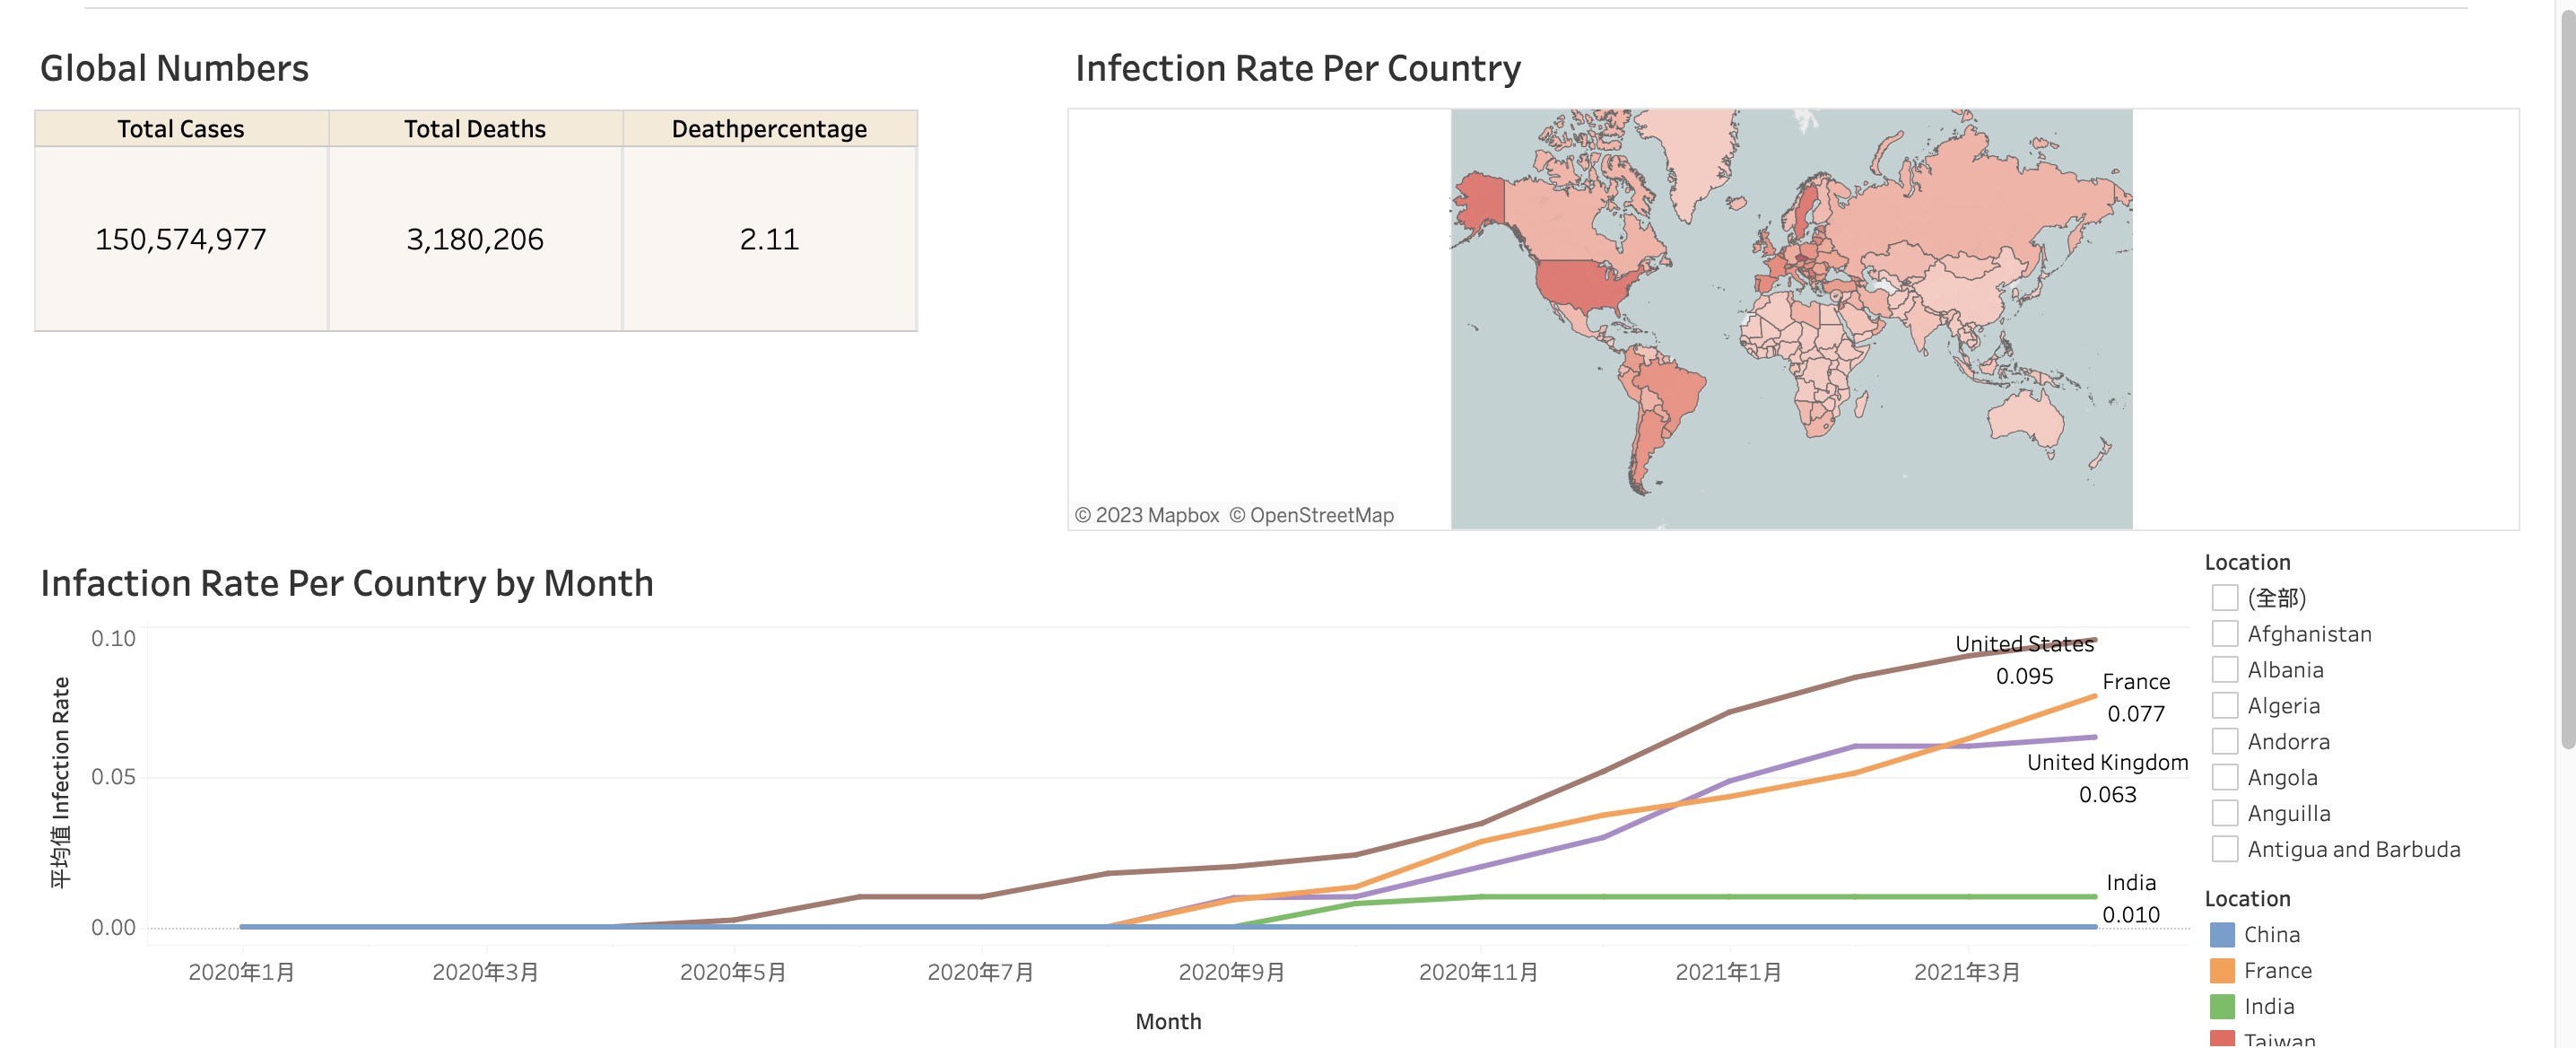 Global Numbers
Total Cases
Total Deaths
Deathpercentage
150,574,977
3,180,206
2.11
Infection Rate Per Country
© 2023 Mapbox © OpenStreetMap
Infaction Rate Per Country by Month
平均值 Infection Rate
0.10
0.05
0.00
United States
0.095
France
0.077
United Kingdom
0.063
India
0.010
2020年1月
2020年3月
2020年5月
2020年7月
2020年9月
2020年11月
2021年1月
2021年3月
Month
Location
(全部)
Afghanistan
Albania
Algeria
Andorra
Angola
Anguilla
Antigua and Barbuda
Location
China
France
India
Taiwan